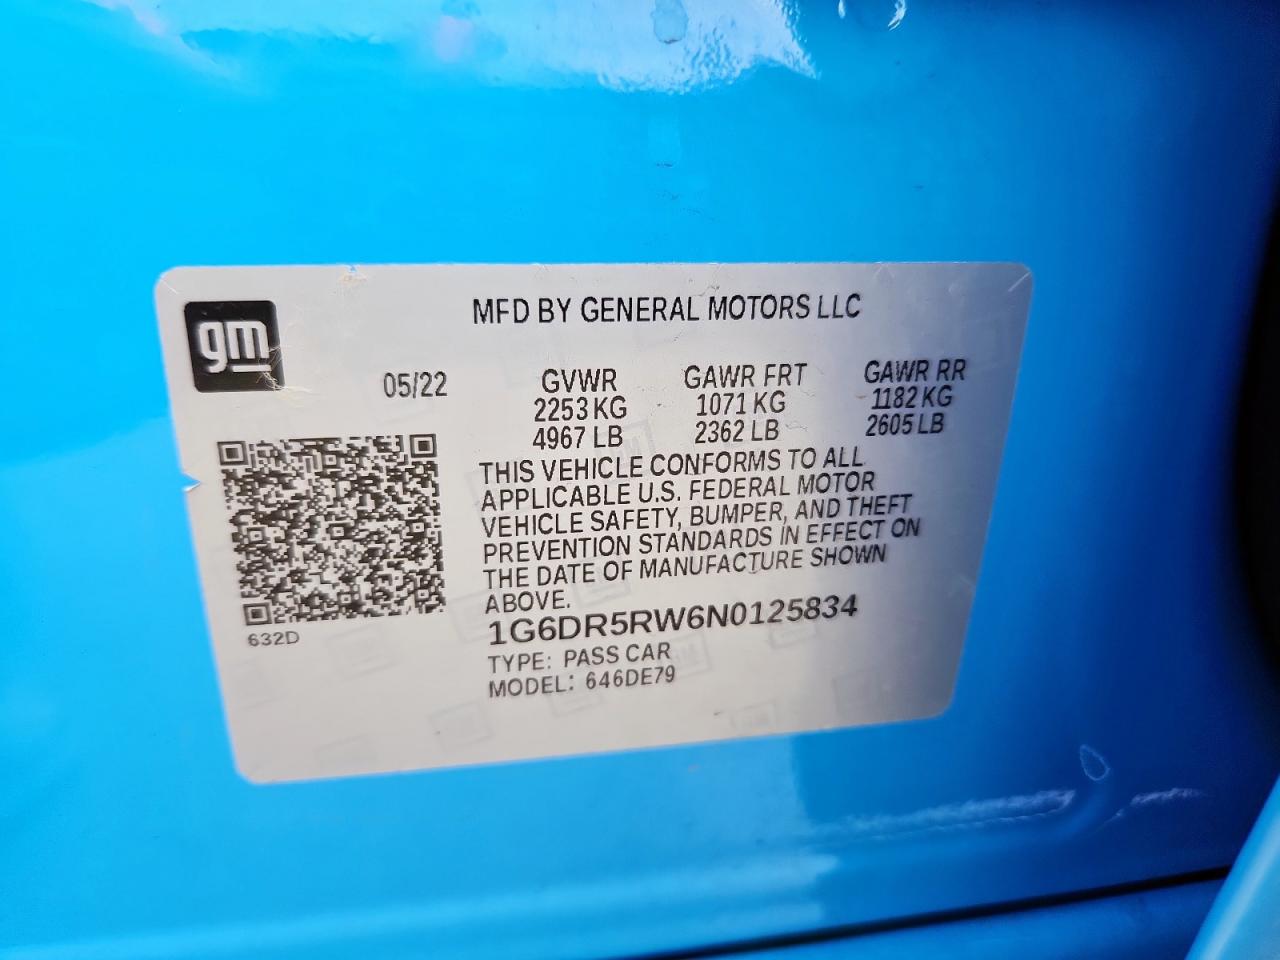 gm
MFD BY GENERAL MOTORS LLC
05/22
GVWR GAWR FRT GAWR RR
2253 KG 1071 KG 1182 KG
4967 LB 2362 LB 2605 LB
THIS VEHICLE CONFORMS TO ALL
APPLICABLE U.S. FEDERAL MOTOR
VEHICLE SAFETY, BUMPER, AND THEFT
PREVENTION STANDARDS IN EFFECT ON
THE DATE OF MANUFACTURE SHOWN
ABOVE.
632D
1G6DR5RW6N0125834
TYPE: PASS CAR
MODEL: 646DE79